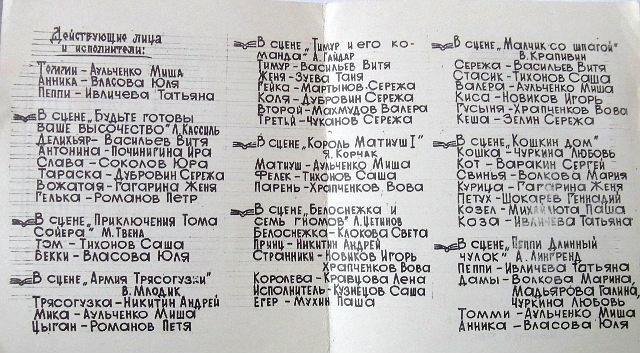 Действующие лица
и исполнители:
Томми - Аульченко Миша
Анника - Власова Юля
Пеппи - Ивличева Татьяна
В сцене „Будьте готовы
ваше высочество" Л. Кассиль
Делихьяр - Васильев Витя
Антонина - Почингина Ира
Слава - Соколов Юра
Тараска - Дубровин Сережа
Вожатая - Гагарина Женя
Гелька - Романов Петр
В сцене „Приключения Тома
Сойера" М. Твена
Том - Тихонов Саша
Бекки - Власова Юля
В сцене „Армия Трясогузки"
В. Млодик
Трясогузка - Никитин Андрей
Мика - Аульченко Миша
Цыган - Романов Петя
В сцене „Тимур и его ко-
манда" А. Гайдар
Тимур - Васильев Витя
Женя - Зуева Таня
Гейка - Мартынов Сережа
Коля - Дубровин Сережа
Второй - Махмудов Валера
Третьй - Чуканов Сережа
В сцене „Король Матиуш I"
Я. Корчак
Матиуш - Аульченко Миша
Фелек - Тихонов Саша
Парень - Храпченков Вова
В сцене „Белоснежка и
семь гномов" Л. Цетинов
Белоснежка - Клокова Света
Принц - Никитин Андрей
Странники - Новиков Игорь
Храпченков Вова
Королева - Кравцова Лена
Исполнитель - Кузнецов Саша
Егерь - Мухин Паша
В сцене „Малчик со шпагой"
В. Крапивин
Сережа - Васильев Витя
Стасик - Тихонов Саша
Валера - Аульченко Миша
Кисса - Новиков Игорь
Гусыня - Храпченков Вова
Кеша - Зелин Сережа
В сцене „Кошкин дом"
Кошка - Чуркина Любовь
Кот - Варакин Сергей
Свинья - Волкова Мария
Курица - Гагарина Женя
Петух - Шокарев Геннадий
Козел - Михайлюта Паша
Коза - Ивличева Татьяна
В сцене „Пеппи Длинный
чулок" А. Лингренд
Пеппи - Ивличева Татьяна
Дамы - Волкова Марина,
Мадьярова Галина,
Чуркина Любовь
Томми - Аульченко Миша
Анника - Власова Юля